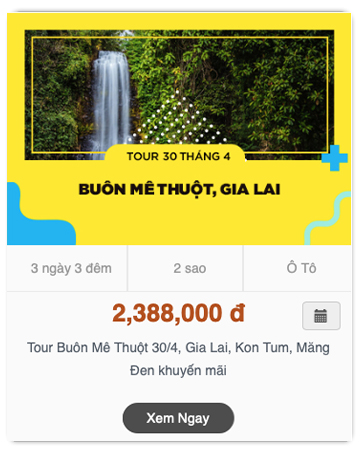 TOUR 30 THÁNG 4
BUÔN MÊ THUỘT, GIA LAI
3 ngày 3 đêm
2 sao
Ô Tô
2,388,000 đ
Tour Buôn Mê Thuột 30/4, Gia Lai, Kon Tum, Măng
Đen khuyến mãi
Xem Ngay